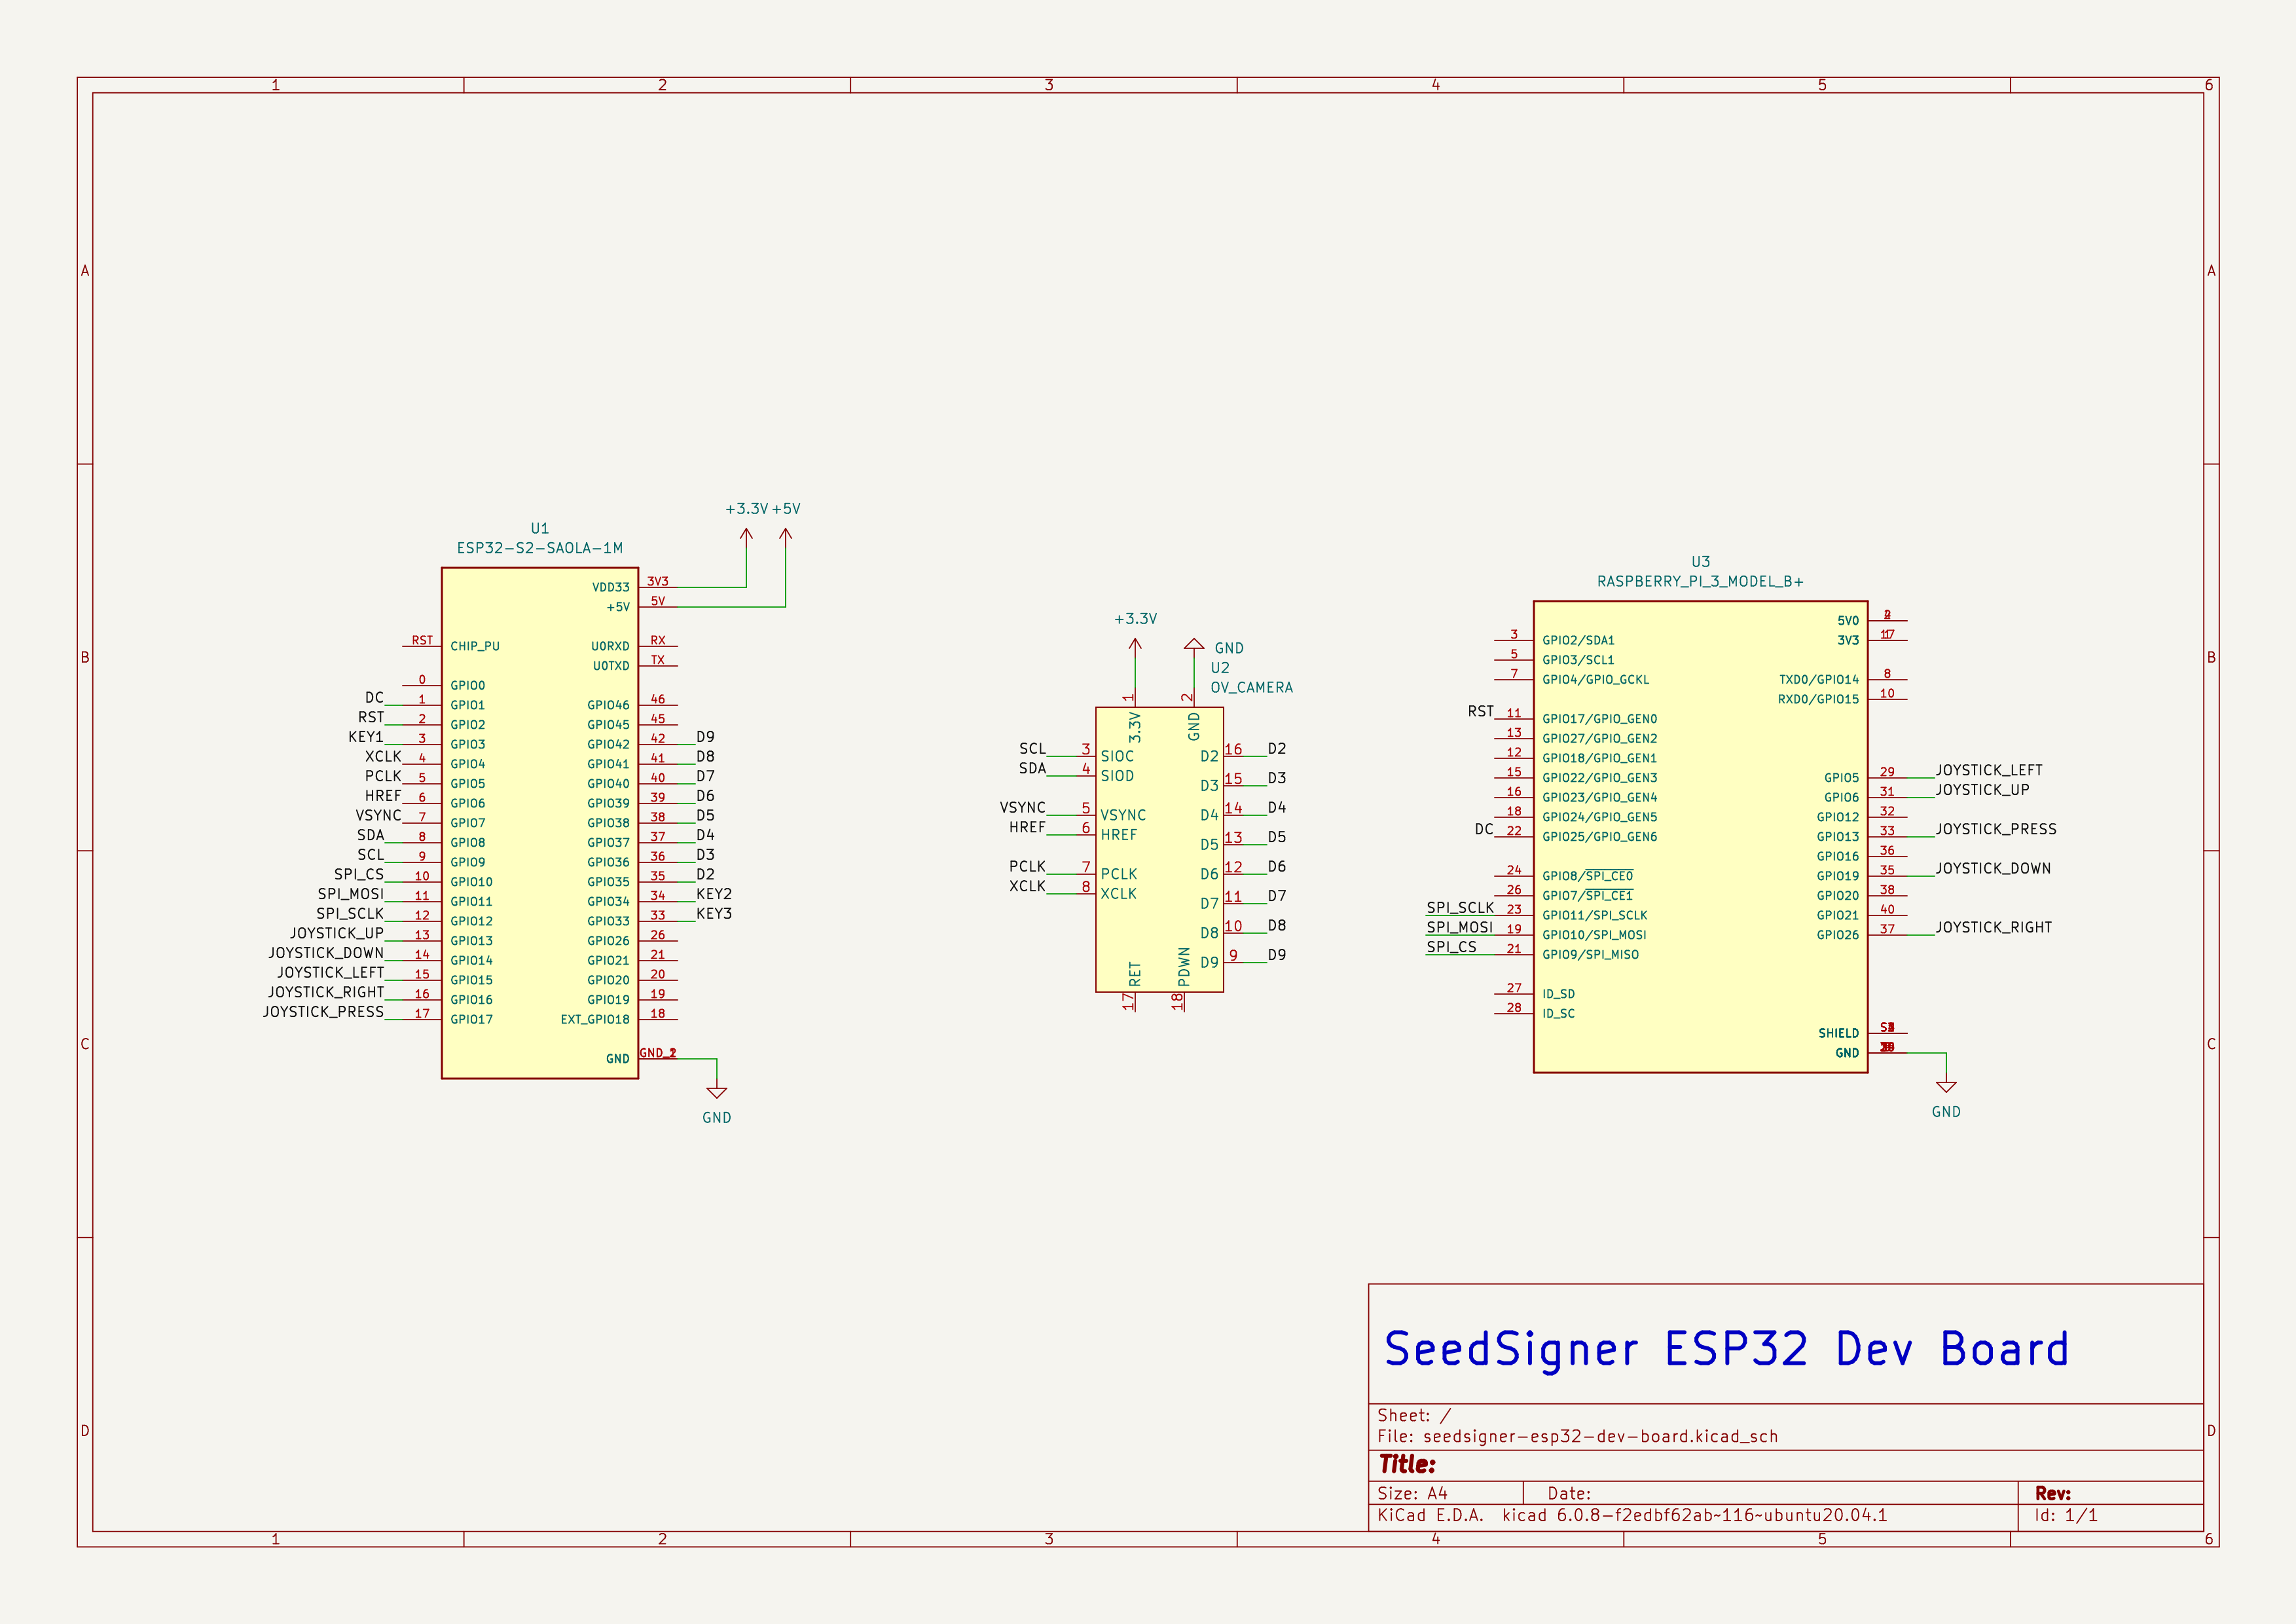 1 2 3 4 5 6
A A
B B
C C
D D
U1
ESP32-S2-SAOLA-1M
+3.3V +5V
VDD33 3V3
+5V 5V
RST CHIP_PU U0RXD RX
U0TXD TX
0 GPIO0
DC 1 GPIO1 GPIO46 46
RST 2 GPIO2 GPIO45 45
KEY1 3 GPIO3 GPIO42 42 D9
XCLK 4 GPIO4 GPIO41 41 D8
PCLK 5 GPIO5 GPIO40 40 D7
HREF 6 GPIO6 GPIO39 39 D6
VSYNC 7 GPIO7 GPIO38 38 D5
SDA 8 GPIO8 GPIO37 37 D4
SCL 9 GPIO9 GPIO36 36 D3
SPI_CS 10 GPIO10 GPIO35 35 D2
SPI_MOSI 11 GPIO11 GPIO34 34 KEY2
SPI_SCLK 12 GPIO12 GPIO33 33 KEY3
JOYSTICK_UP 13 GPIO13 GPIO26 26
JOYSTICK_DOWN 14 GPIO14 GPIO21 21
JOYSTICK_LEFT 15 GPIO15 GPIO20 20
JOYSTICK_RIGHT 16 GPIO16 GPIO19 19
JOYSTICK_PRESS 17 GPIO17 EXT_GPIO18 18
GND
GND
+3.3V
GND
U2
OV_CAMERA
1 2
3.3V GND
SCL 3 SIOC D2 16 D2
SDA 4 SIOD
D3 15 D3
VSYNC 5 VSYNC D4 14 D4
HREF 6 HREF
D5 13 D5
PCLK 7 PCLK D6 12 D6
XCLK 8 XCLK
D7 11 D7
D8 10 D8
D9 9 D9
RET PDWN
17 18
U3
RASPBERRY_PI_3_MODEL_B+
5V0
3 GPIO2/SDA1 3V3
5 GPIO3/SCL1
7 GPIO4/GPIO_GCKL TXD0/GPIO14 8
RXD0/GPIO15 10
RST 11 GPIO17/GPIO_GEN0
13 GPIO27/GPIO_GEN2
12 GPIO18/GPIO_GEN1
15 GPIO22/GPIO_GEN3 GPIO5 29 JOYSTICK_LEFT
16 GPIO23/GPIO_GEN4 GPIO6 31 JOYSTICK_UP
18 GPIO24/GPIO_GEN5 GPIO12 32
DC 22 GPIO25/GPIO_GEN6 GPIO13 33 JOYSTICK_PRESS
GPIO16 36
24 GPIO8/SPI_CE0 GPIO19 35 JOYSTICK_DOWN
26 GPIO7/SPI_CE1 GPIO20 38
SPI_SCLK 23 GPIO11/SPI_SCLK GPIO21 40
SPI_MOSI 19 GPIO10/SPI_MOSI GPIO26 37 JOYSTICK_RIGHT
SPI_CS 21 GPIO9/SPI_MISO
27 ID_SD
28 ID_SC
SHIELD
GND
GND
SeedSigner ESP32 Dev Board
Sheet: /
File: seedsigner-esp32-dev-board.kicad_sch
Title:
Size: A4 Date: Rev:
KiCad E.D.A. kicad 6.0.8-f2edbf62ab~116~ubuntu20.04.1 Id: 1/1
1 2 3 4 5 6